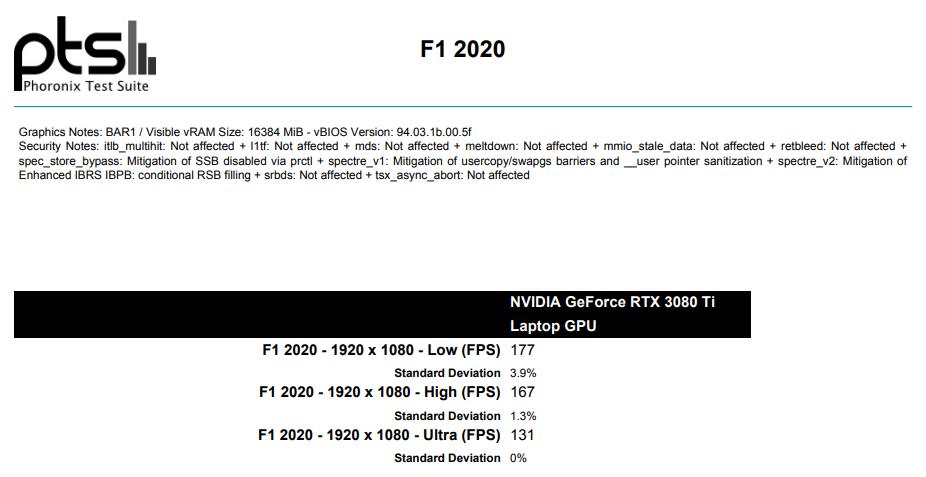 pts
Phoronix Test Suite
F1 2020
Graphics Notes: BAR1 / Visible vRAM Size: 16384 MiB - vBIOS Version: 94.03.1b.00.5f
Security Notes: itlb_multihit: Not affected + l1tf: Not affected + mds: Not affected + meltdown: Not affected + mmio_stale_data: Not affected + retbleed: Not affected +
spec_store_bypass: Mitigation of SSB disabled via prctl + spectre_v1: Mitigation of usercopy/swapgs barriers and __user pointer sanitization + spectre_v2: Mitigation of
Enhanced IBRS IBPB: conditional RSB filling + srbds: Not affected + tsx_async_abort: Not affected
NVIDIA GeForce RTX 3080 Ti
Laptop GPU
F1 2020 - 1920 x 1080 - Low (FPS) 177
Standard Deviation 3.9%
F1 2020 - 1920 x 1080 - High (FPS) 167
Standard Deviation 1.3%
F1 2020 - 1920 x 1080 - Ultra (FPS) 131
Standard Deviation 0%